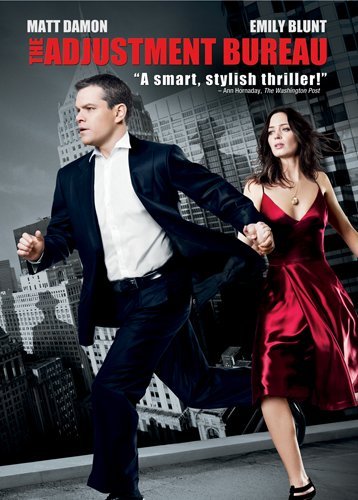 MATT DAMON EMILY BLUNT
THE ADJUSTMENT BUREAU
"A smart, stylish thriller!"
– Ann Hornaday, The Washington Post